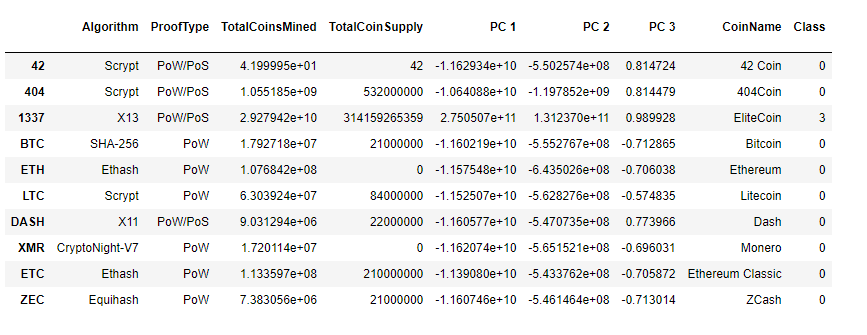 Algorithm ProofType TotalCoinsMined TotalCoinSupply PC 1 PC 2 PC 3 CoinName Class
42 Scrypt PoW/PoS 4.199995e+01 42 -1.162934e+10 -5.502574e+08 0.814724 42 Coin 0
404 Scrypt PoW/PoS 1.055185e+09 532000000 -1.064088e+10 -1.197852e+09 0.814479 404Coin 0
1337 X13 PoW/PoS 2.927942e+10 314159265359 2.750507e+11 1.312370e+11 0.989928 EliteCoin 3
BTC SHA-256 PoW 1.792718e+07 21000000 -1.160219e+10 -5.552767e+08 -0.712865 Bitcoin 0
ETH Ethash PoW 1.076842e+08 0 -1.157548e+10 -6.435026e+08 -0.706038 Ethereum 0
LTC Scrypt PoW 6.303924e+07 84000000 -1.152507e+10 -5.628276e+08 -0.574835 Litecoin 0
DASH X11 PoW/PoS 9.031294e+06 22000000 -1.160577e+10 -5.470735e+08 0.773966 Dash 0
XMR CryptoNight-V7 PoW 1.720114e+07 0 -1.162074e+10 -5.651521e+08 -0.696031 Monero 0
ETC Ethash PoW 1.133597e+08 210000000 -1.139080e+10 -5.433762e+08 -0.705872 Ethereum Classic 0
ZEC Equihash PoW 7.383056e+06 21000000 -1.160746e+10 -5.461464e+08 -0.713014 ZCash 0